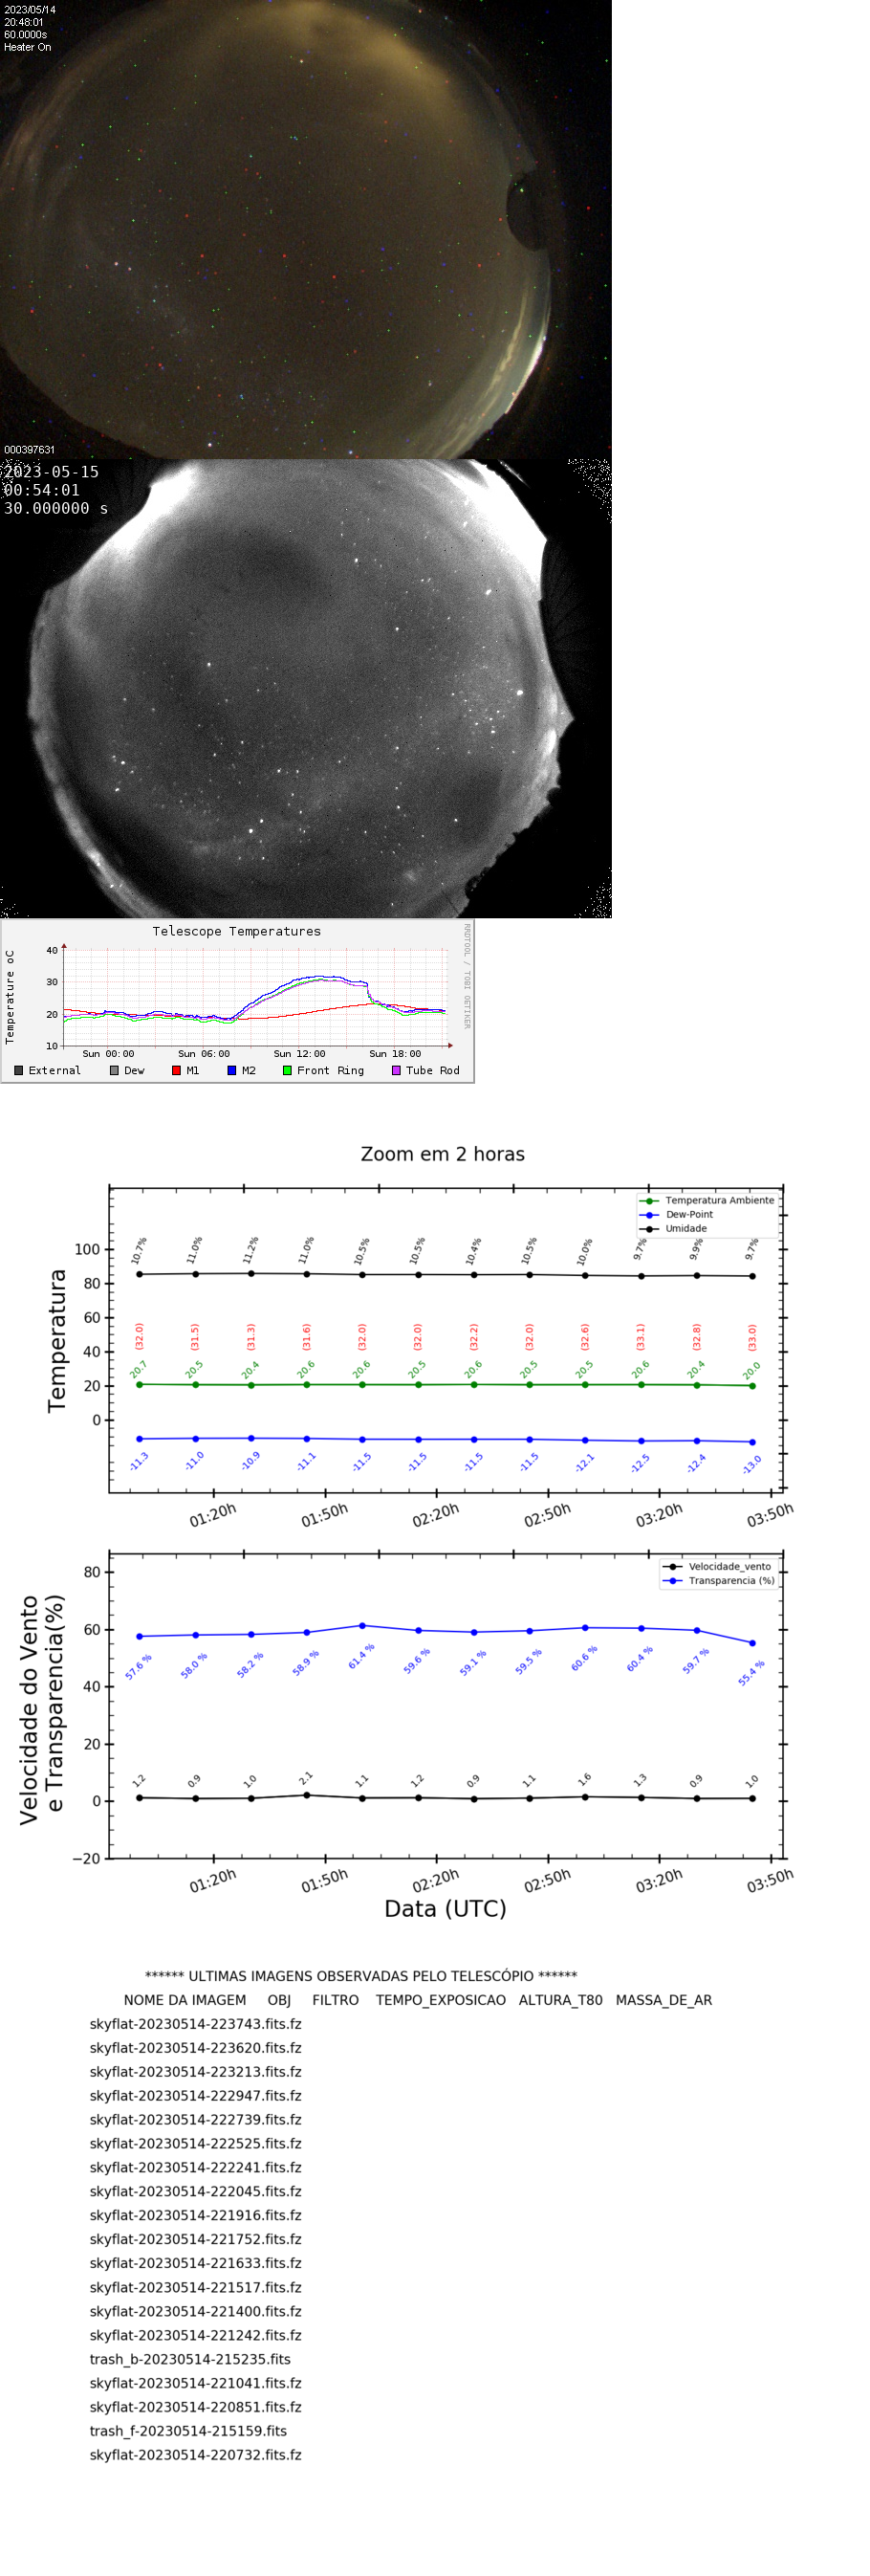 2023/05/14
20:48:01
60.0000s
Heater On
000397631
2023-05-15
00:54:01
30.000000 s
Telescope Temperatures
RRDTOOL / TOBI OETIKER
Temperature oC
40
30
20
10
Sun 00:00 Sun 06:00 Sun 12:00 Sun 18:00
External Dew M1 M2 Front Ring Tube Rod
Zoom em 2 horas
Temperatura Ambiente
Dew-Point
Umidade
Temperatura
100
80
60
40
20
0
10.7% 11.0% 11.2% 11.0% 10.5% 10.5% 10.4% 10.5% 10.0% 9.7% 9.9% 9.7%
(32.0) (31.5) (31.3) (31.6) (32.0) (32.0) (32.2) (32.0) (32.6) (33.1) (32.8) (33.0)
20.7 20.5 20.4 20.6 20.6 20.5 20.6 20.5 20.5 20.6 20.4 20.0
-11.3 -11.0 -10.9 -11.1 -11.5 -11.5 -11.5 -11.5 -12.1 -12.5 -12.4 -13.0
01:20h 01:50h 02:20h 02:50h 03:20h 03:50h
Velocidade_vento
Transparencia (%)
Velocidade do Vento
e Transparencia(%)
80
60
40
20
0
−20
57.6 % 58.0 % 58.2 % 58.9 % 61.4 % 59.6 % 59.1 % 59.5 % 60.6 % 60.4 % 59.7 % 55.4 %
1.2 0.9 1.0 2.1 1.1 1.2 0.9 1.1 1.6 1.3 0.9 1.0
01:20h 01:50h 02:20h 02:50h 03:20h 03:50h
Data (UTC)
****** ULTIMAS IMAGENS OBSERVADAS PELO TELESCÓPIO ******
NOME DA IMAGEM OBJ FILTRO TEMPO_EXPOSICAO ALTURA_T80 MASSA_DE_AR
skyflat-20230514-223743.fits.fz
skyflat-20230514-223620.fits.fz
skyflat-20230514-223213.fits.fz
skyflat-20230514-222947.fits.fz
skyflat-20230514-222739.fits.fz
skyflat-20230514-222525.fits.fz
skyflat-20230514-222241.fits.fz
skyflat-20230514-222045.fits.fz
skyflat-20230514-221916.fits.fz
skyflat-20230514-221752.fits.fz
skyflat-20230514-221633.fits.fz
skyflat-20230514-221517.fits.fz
skyflat-20230514-221400.fits.fz
skyflat-20230514-221242.fits.fz
trash_b-20230514-215235.fits
skyflat-20230514-221041.fits.fz
skyflat-20230514-220851.fits.fz
trash_f-20230514-215159.fits
skyflat-20230514-220732.fits.fz